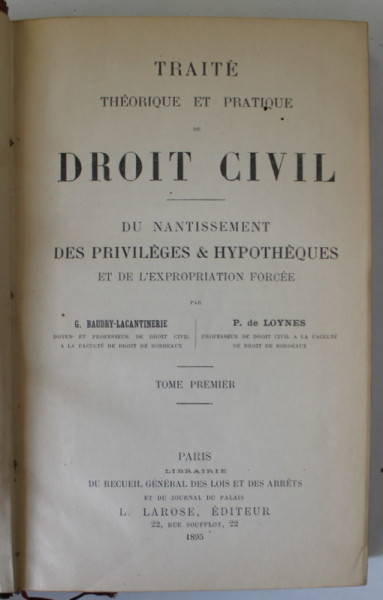 TRAITÉ
THÉORIQUE ET PRATIQUE
DE
DROIT CIVIL
DU NANTISSEMENT
DES PRIVILÈGES & HYPOTHÈQUES
ET DE L'EXPROPRIATION FORCÉE
PAR
G. BAUDRY-LACANTINERIE
DOYEN ET PROFESSEUR DE DROIT CIVIL
A LA FACULTÉ DE DROIT DE BORDEAUX
P. de LOYNES
PROFESSEUR DE DROIT CIVIL A LA FACULTÉ
DE DROIT DE BORDEAUX
TOME PREMIER
PARIS
LIBRAIRIE
DU RECUEIL GÉNÉRAL DES LOIS ET DES ARRÊTS
ET DU JOURNAL DU PALAIS
L. LAROSE, ÉDITEUR
22, RUE SOUFFLOT, 22
1895